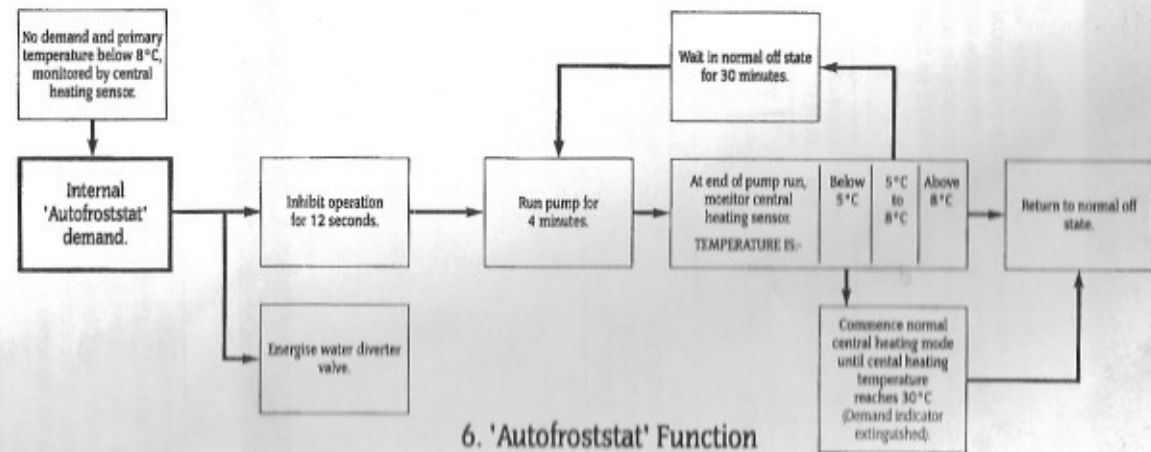 No demand and primary
temperature below 8°C,
monitored by central
heating sensor.
Wait in normal off state
for 30 minutes.
Internal
'Autofroststat'
demand.
Inhibit operation
for 12 seconds.
Run pump for
4 minutes.
At end of pump run,
monitor central
heating sensor.
TEMPERATURE IS:-
Below
5°C
5°C
to
8°C
Above
8°C
Return to normal off
state.
Energise water diverter
valve.
Commence normal
central heating mode
until cental heating
temperature
reaches 30°C
(Demand indicator
extinguished).
6. 'Autofroststat' Function